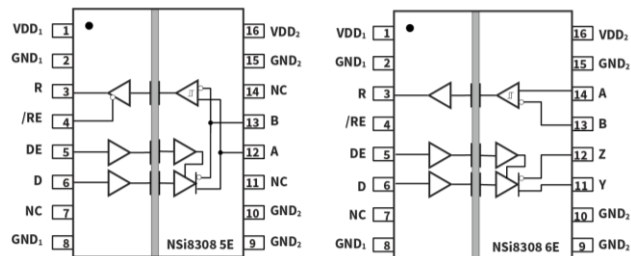 VDD₁ 1 16 VDD₂
GND₁ 2 15 GND₂
R 3 14 NC
/RE 4 13 B
DE 5 12 A
D 6 11 NC
NC 7 10 GND₂
GND₁ 8 9 GND₂
NSi8308 5E
VDD₁ 1 16 VDD₂
GND₁ 2 15 GND₂
R 3 14 A
/RE 4 13 B
DE 5 12 Z
D 6 11 Y
NC 7 10 GND₂
GND₁ 8 9 GND₂
NSi8308 6E